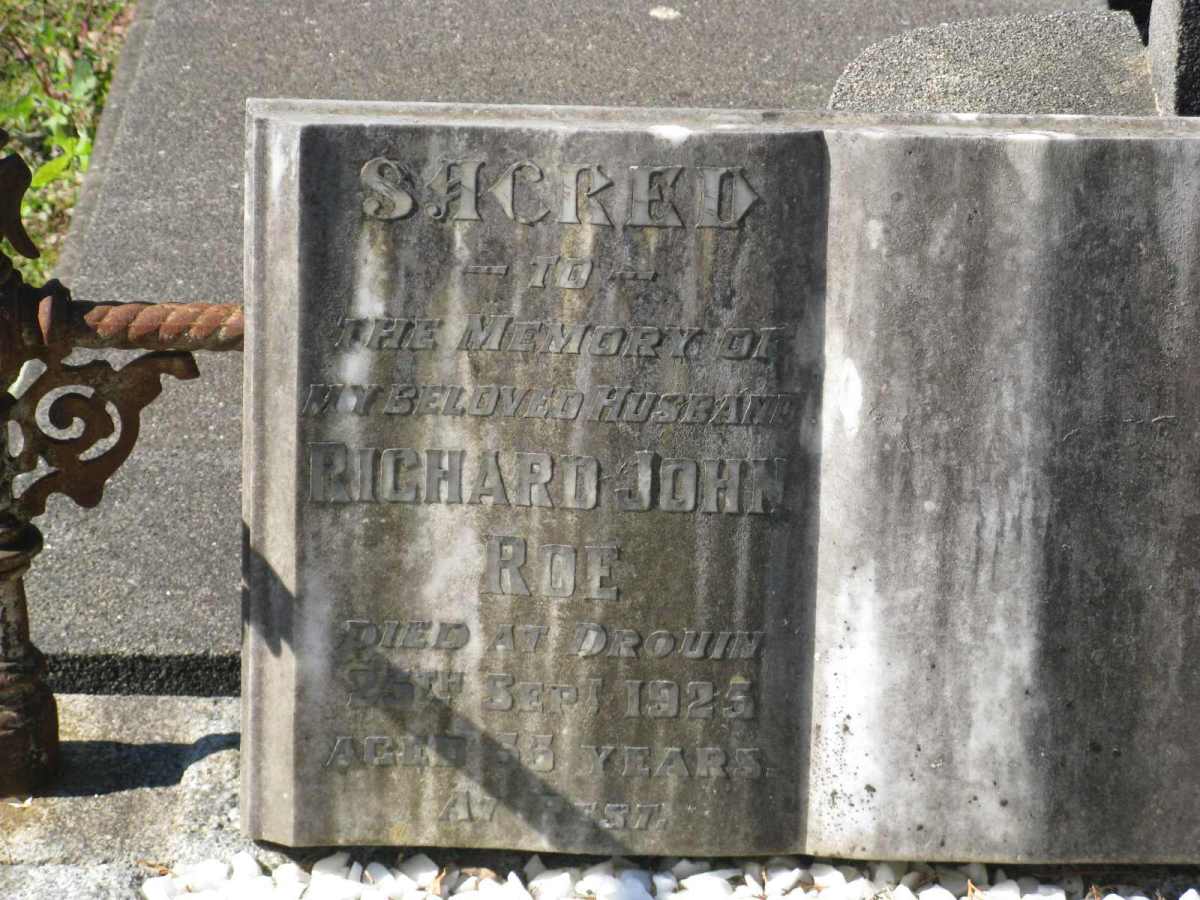 SACRED
– TO –
THE MEMORY OF
MY BELOVED HUSBAND
RICHARD JOHN
ROE
DIED AT DROUIN
25TH SEPT 1925
AGED YEARS.
AT REST.